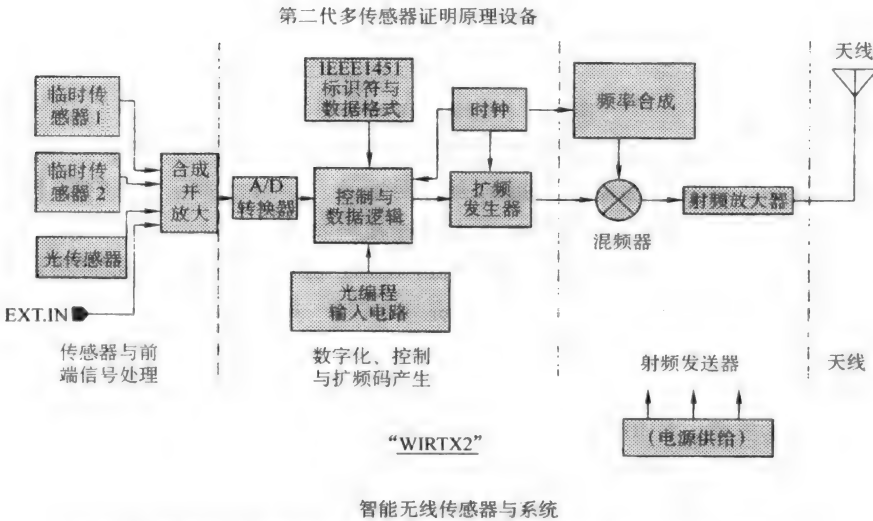 第二代多传感器证明原理设备
天线
临时传
感器1
临时传
感器2
光传感器
EXT.IN
合成
并
放大
A/D
转换器
IEEE1451
标识符与
数据格式
控制与
数据逻辑
光编程
输入电路
时钟
扩频
发生器
频率合成
混频器
射频放大器
传感器与前
端信号处理
数字化、控制
与扩频码产生
射频发送器
天线
(电源供给)
“WIRTX2”
智能无线传感器与系统